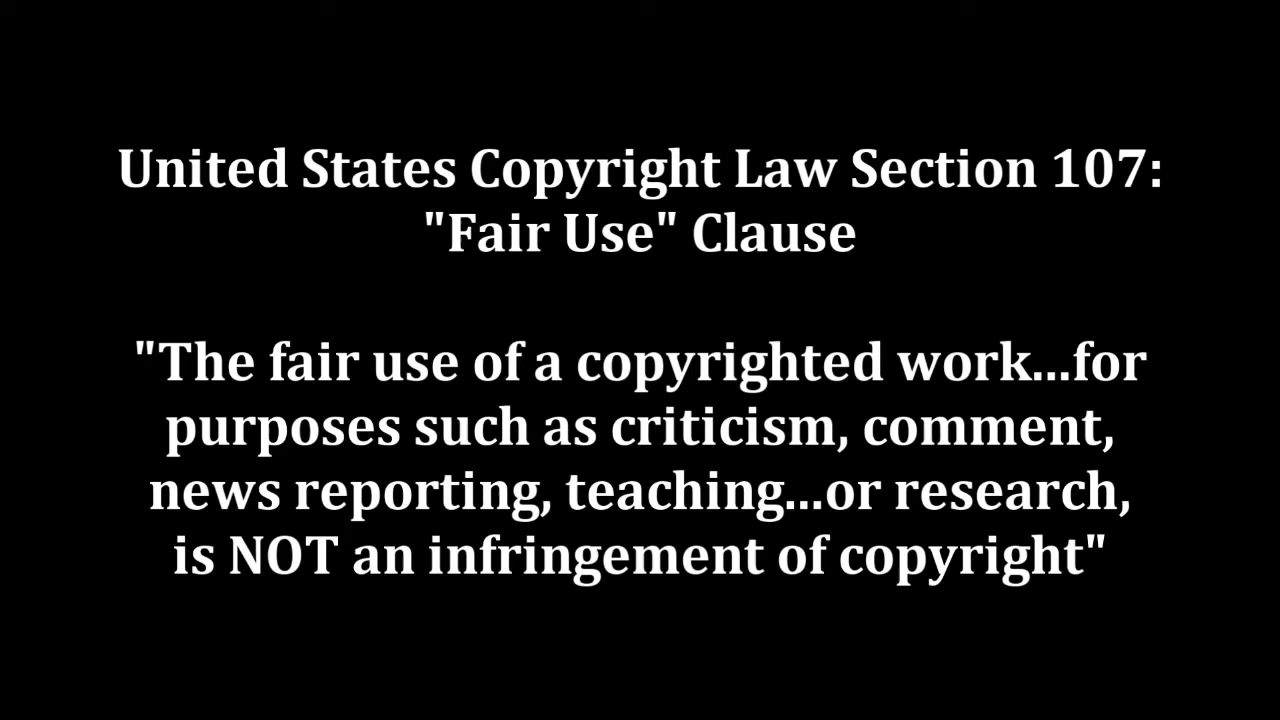 United States Copyright Law Section 107:
"Fair Use" Clause
"The fair use of a copyrighted work...for
purposes such as criticism, comment,
news reporting, teaching...or research,
is NOT an infringement of copyright"